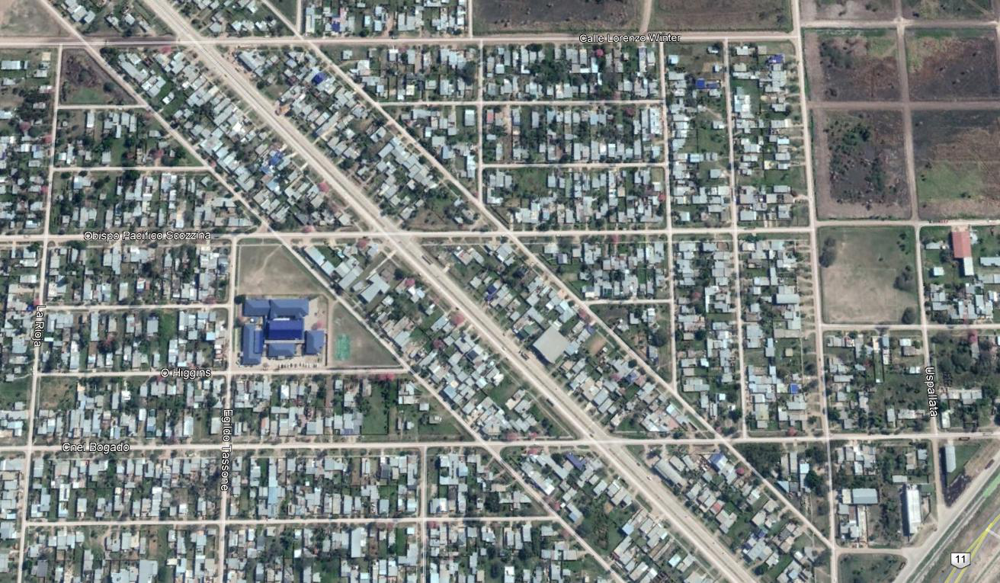 Calle Lorenzo Winter
Obispo Pacifico Scozzina
La Rioja
O Higgins
Uspallata
Egidio Tassone
Cnel Bogado
11